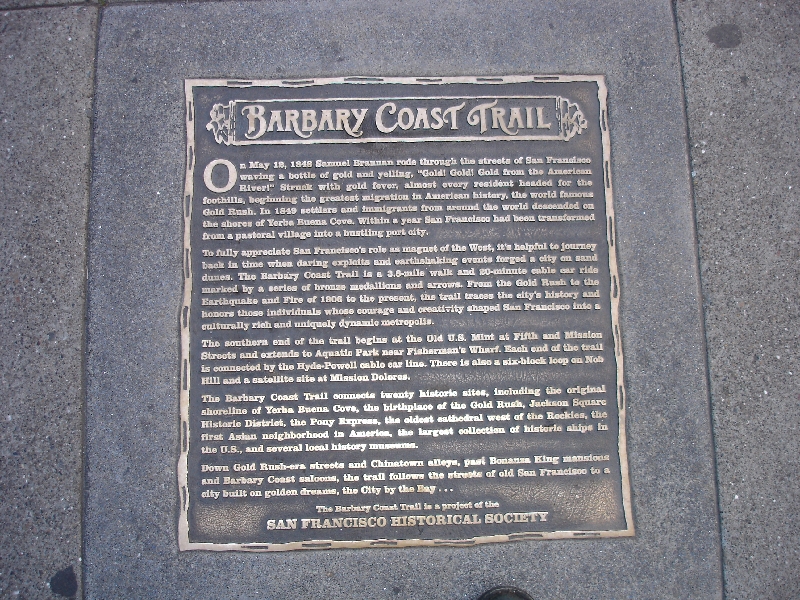 BARBARY COAST TRAIL
On May 12, 1848 Samuel Brannan rode through the streets of San Francisco
waving a bottle of gold and yelling, "Gold! Gold! Gold from the American
River!" Struck with gold fever, almost every resident headed for the
foothills, beginning the greatest migration in American history, the world famous
Gold Rush. In 1849 settlers and immigrants from around the world descended on
the shores of Yerba Buena Cove. Within a year San Francisco had been transformed
from a pastoral village into a bustling port city.
To fully appreciate San Francisco's role as magnet of the West, it's helpful to journey
back in time when daring exploits and earthshaking events forged a city on sand
dunes. The Barbary Coast Trail is a 3.8-mile walk and 20-minute cable car ride
marked by a series of bronze medallions and arrows. From the Gold Rush to the
Earthquake and Fire of 1906 to the present, the trail traces the city's history and
honors those individuals whose courage and creativity shaped San Francisco into a
culturally rich and uniquely dynamic metropolis.
The southern end of the trail begins at the Old U.S. Mint at Fifth and Mission
Streets and extends to Aquatic Park near Fisherman's Wharf. Each end of the trail
is connected by the Hyde-Powell cable car line. There is also a six-block loop on Nob
Hill and a satellite site at Mission Dolores.
The Barbary Coast Trail connects twenty historic sites, including the original
shoreline of Yerba Buena Cove, the birthplace of the Gold Rush, Jackson Square
Historic District, the Pony Express, the oldest cathedral west of the Rockies, the
first Asian neighborhood in America, the largest collection of historic ships in
the U.S., and several local history museums.
Down Gold Rush-era streets and Chinatown alleys, past Bonanza King mansions
and Barbary Coast saloons, the trail follows the streets of old San Francisco to a
city built on golden dreams, the City by the Bay . . .
The Barbary Coast Trail is a project of the
SAN FRANCISCO HISTORICAL SOCIETY